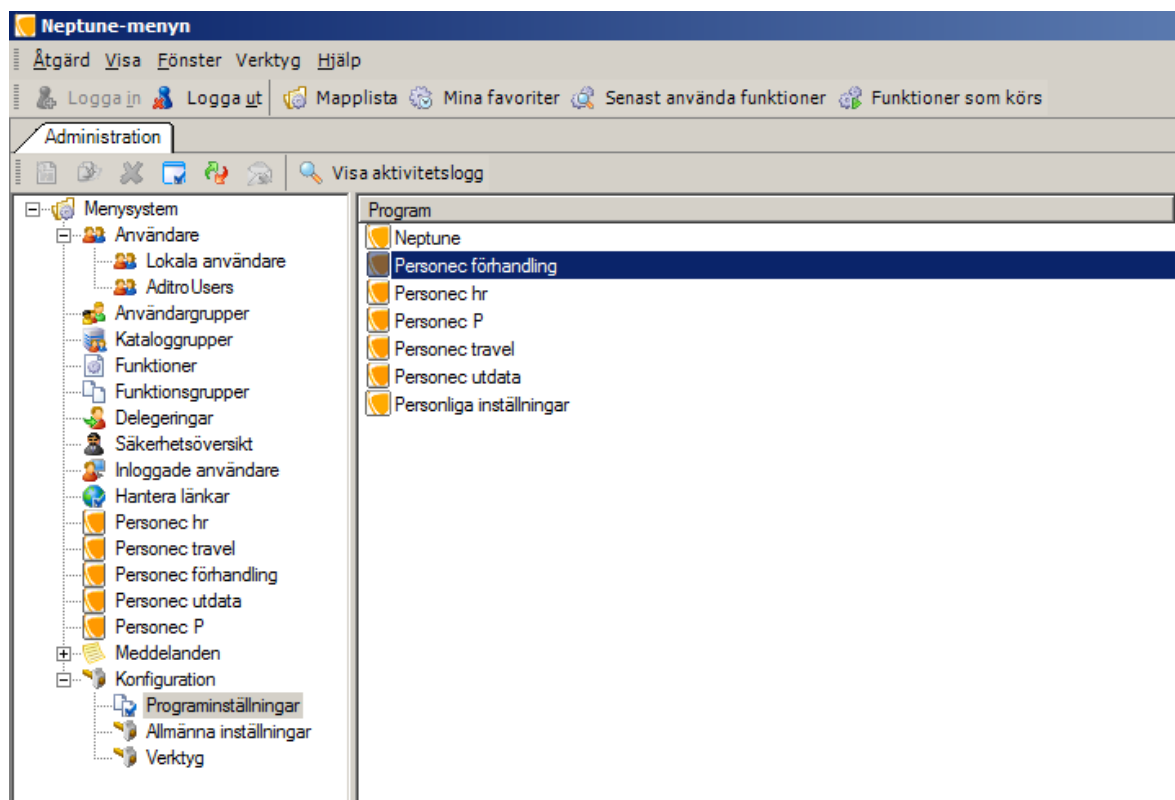 Neptune-menyn
Åtgärd Visa Fönster Verktyg Hjälp
Logga in Logga ut Mapplista Mina favoriter Senast använda funktioner Funktioner som körs
Administration
Visa aktivitetslogg
Menysystem
Användare
Lokala användare
AditroUsers
Användargrupper
Kataloggrupper
Funktioner
Funktionsgrupper
Delegeringar
Säkerhetsöversikt
Inloggade användare
Hantera länkar
Personec hr
Personec travel
Personec förhandling
Personec utdata
Personec P
Meddelanden
Konfiguration
Programinställningar
Allmänna inställningar
Verktyg
Program
Neptune
Personec förhandling
Personec hr
Personec P
Personec travel
Personec utdata
Personliga inställningar